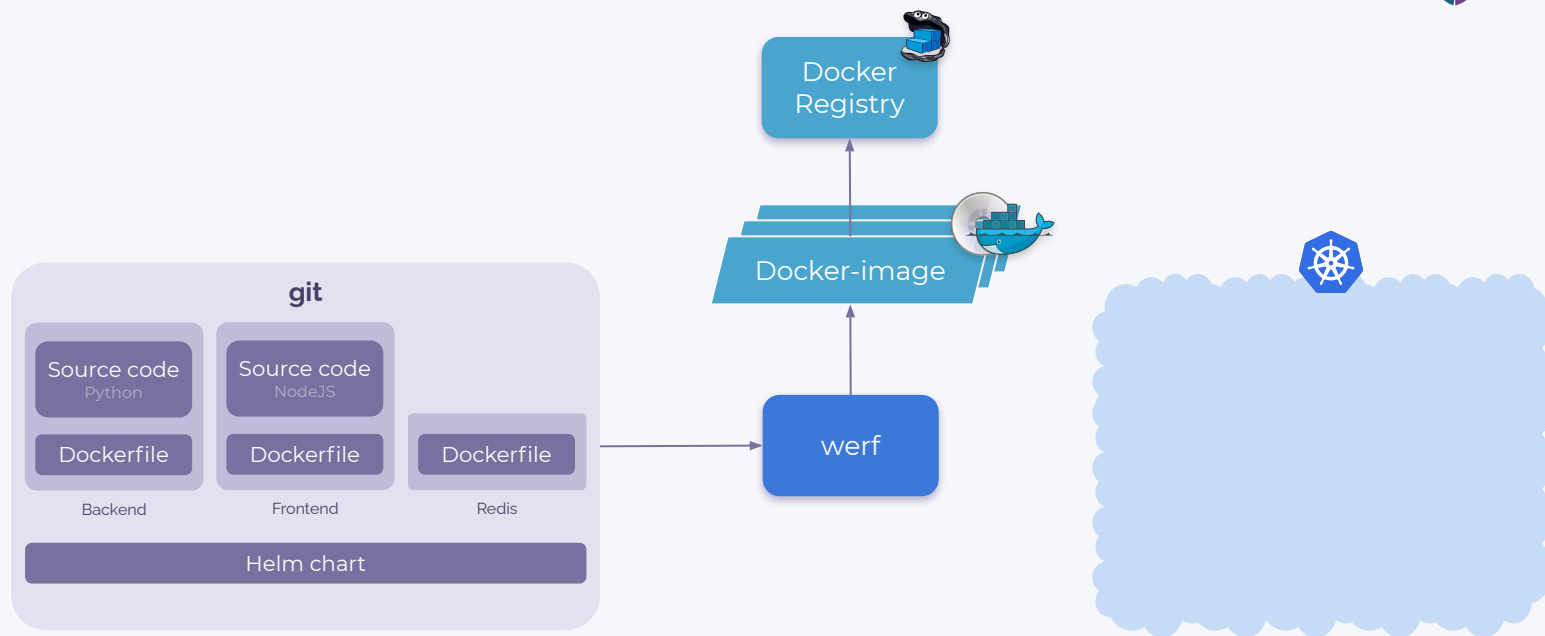 Docker
Registry
Docker-image
git
Source code
Python
Dockerfile
Backend
Source code
NodeJS
Dockerfile
Frontend
Dockerfile
Redis
Helm chart
werf